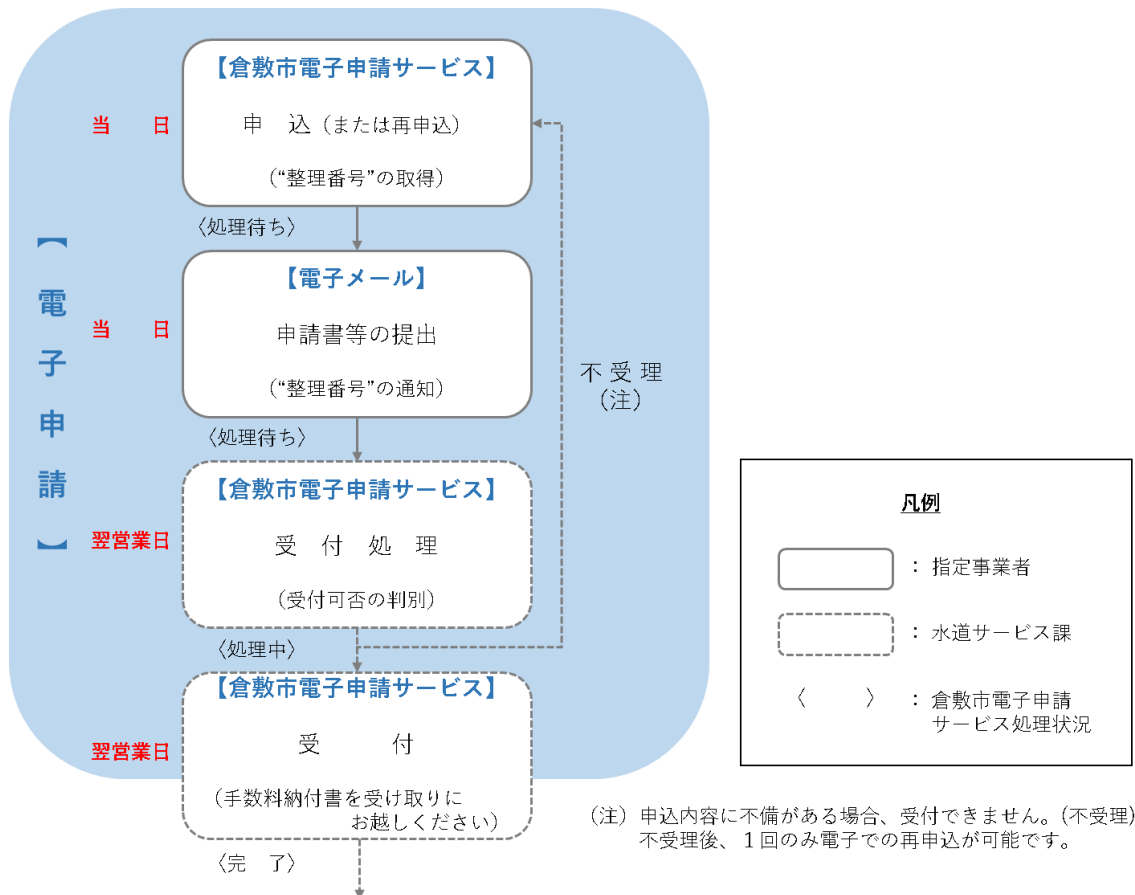 【電子申請】
【倉敷市電子申請サービス】
当　日
申　込（または再申込）
（“整理番号”の取得）
〈処理待ち〉
【電子メール】
当　日
申請書等の提出
（“整理番号”の通知）
〈処理待ち〉
不 受 理
（注）
【倉敷市電子申請サービス】
翌営業日
受　付　処　理
（受付可否の判別）
〈処理中〉
【倉敷市電子申請サービス】
翌営業日
受　付
（手数料納付書を受け取りに
お越しください）
〈完　了〉
凡例
： 指定事業者
： 水道サービス課
〈　　〉 ： 倉敷市電子申請
サービス処理状況
（注）申込内容に不備がある場合、受付できません。(不受理)
不受理後、１回のみ電子での再申込が可能です。